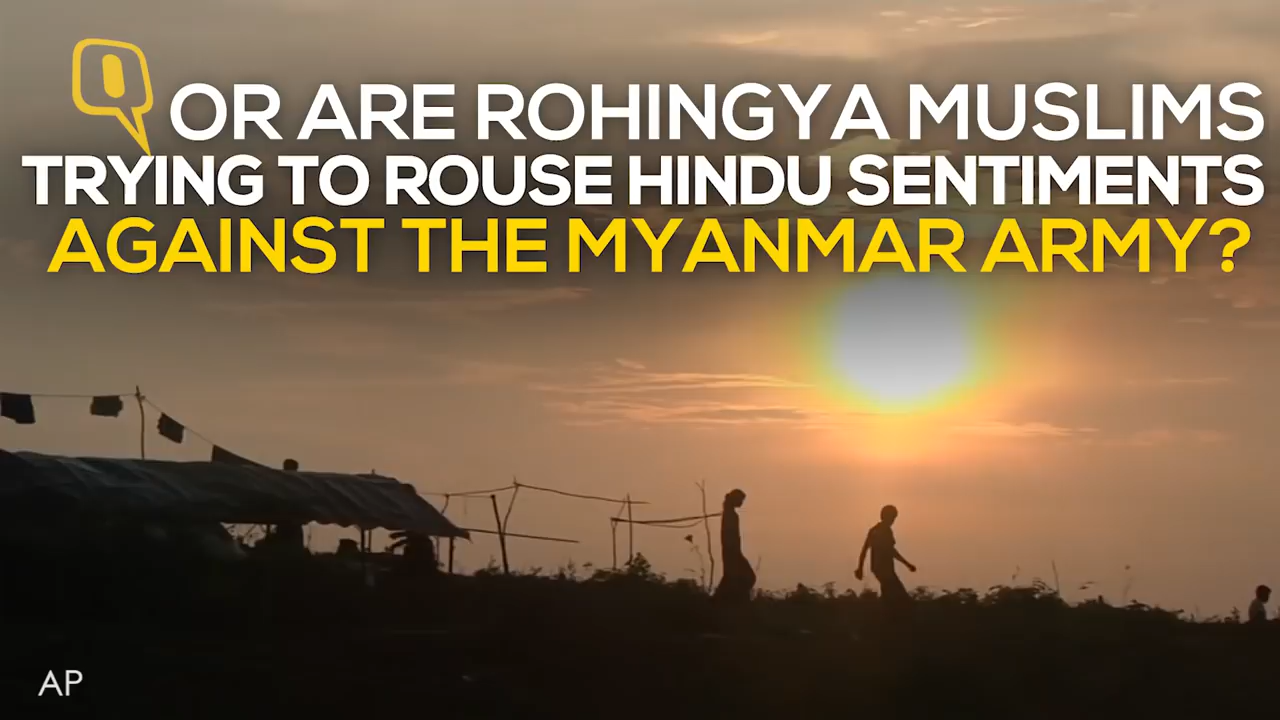 Q OR ARE ROHINGYA MUSLIMS
TRYING TO ROUSE HINDU SENTIMENTS
AGAINST THE MYANMAR ARMY?
AP